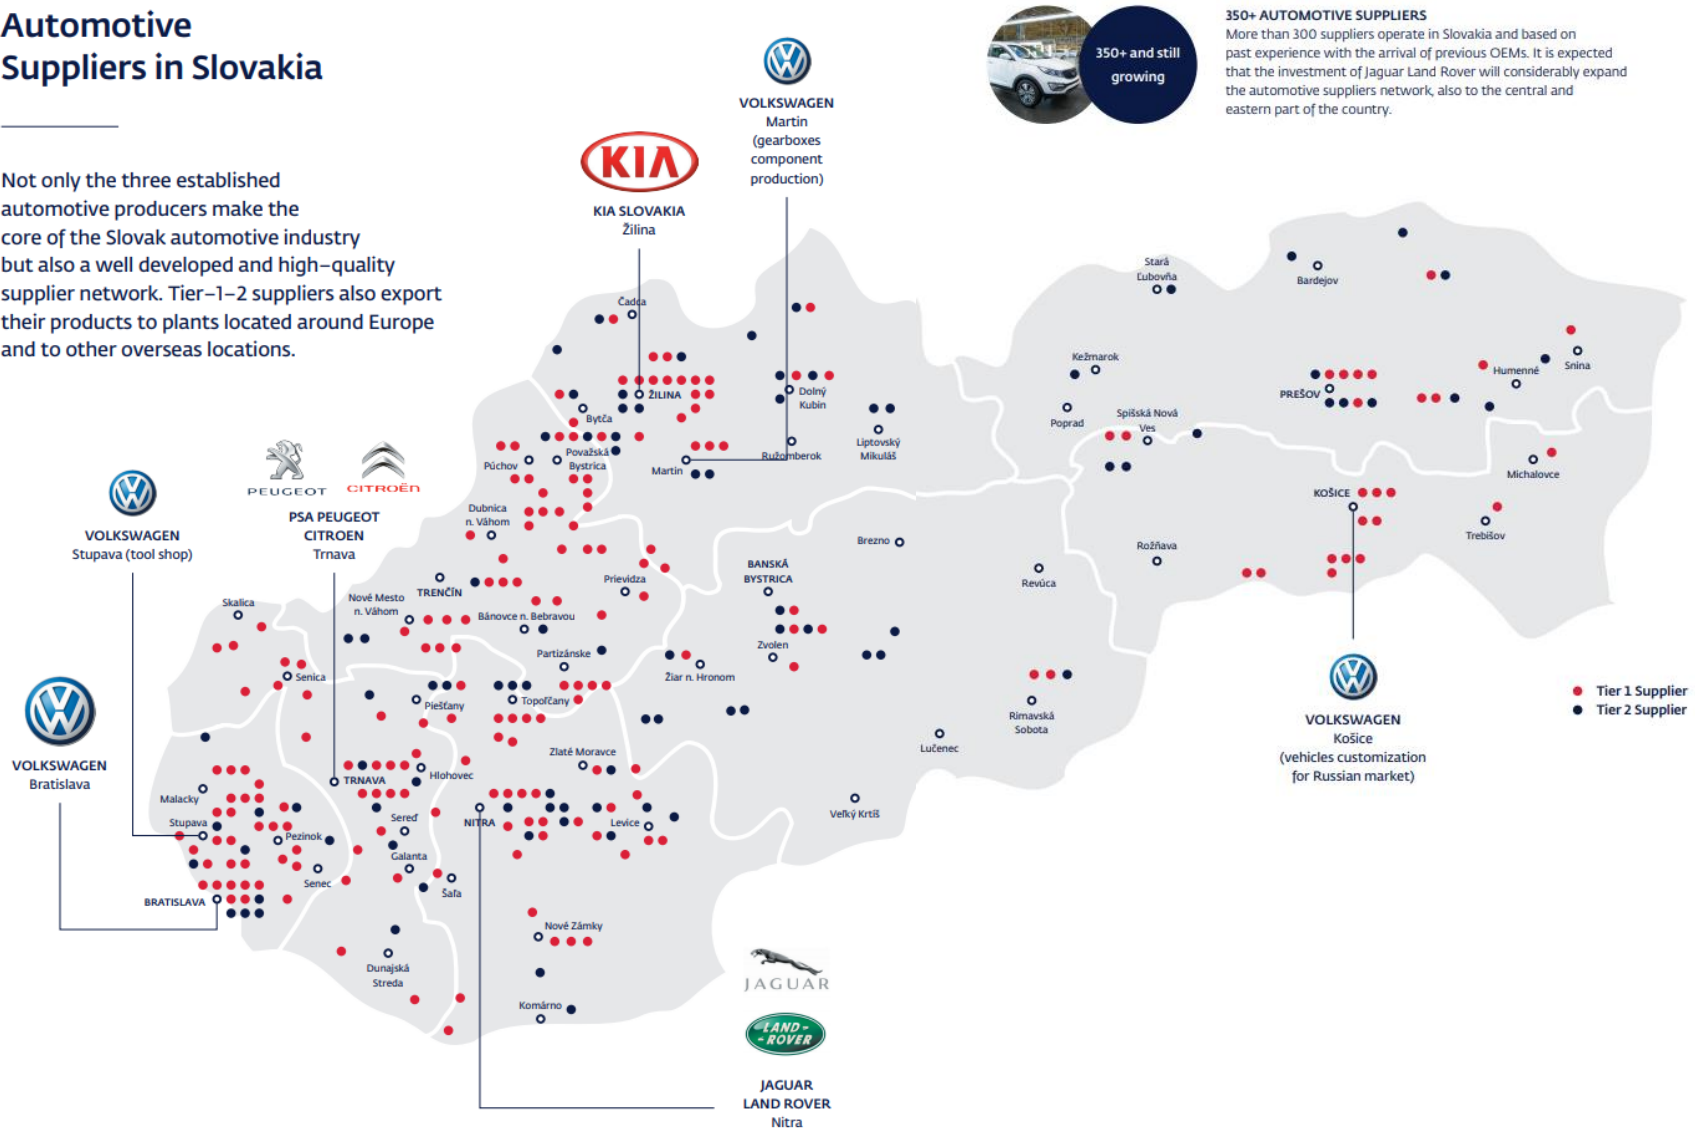 Automotive
Suppliers in Slovakia
Not only the three established
automotive producers make the
core of the Slovak automotive industry
but also a well developed and high-quality
supplier network. Tier-1-2 suppliers also export
their products to plants located around Europe
and to other overseas locations.
350+ and still
growing
350+ AUTOMOTIVE SUPPLIERS
More than 300 suppliers operate in Slovakia and based on
past experience with the arrival of previous OEMs. It is expected
that the investment of Jaguar Land Rover will considerably expand
the automotive suppliers network, also to the central and
eastern part of the country.
VOLKSWAGEN
Martin
(gearboxes
component
production)
KIA
KIA SLOVAKIA
Žilina
PEUGEOT
CITROËN
PSA PEUGEOT
CITROEN
Trnava
VOLKSWAGEN
Stupava (tool shop)
VOLKSWAGEN
Bratislava
Čadca
Bytča
ŽILINA
Dolný
Kubín
Považská
Bystrica
Púchov
Martin
Ružomberok
Liptovský
Mikuláš
Dubnica
n. Váhom
TRENČÍN
Nové Mesto
n. Váhom
Bánovce n. Bebravou
Prievidza
Partizánske
Skalica
Senica
Piešťany
Topoľčany
Žiar n. Hronom
BANSKÁ
BYSTRICA
Zvolen
Brezno
Malacky
Stupava
Pezinok
Senec
BRATISLAVA
TRNAVA
Hlohovec
Sereď
Galanta
Šaľa
NITRA
Zlaté Moravce
Levice
Dunajská
Streda
Nové Zámky
Komárno
Veľký Krtíš
Lučenec
Rimavská
Sobota
Revúca
Rožňava
Stará
Ľubovňa
Kežmarok
Poprad
Spišská Nová
Ves
Bardejov
PREŠOV
Humenné
Snina
Michalovce
Trebišov
KOŠICE
VOLKSWAGEN
Košice
(vehicles customization
for Russian market)
Tier 1 Supplier
Tier 2 Supplier
JAGUAR
LAND-
-ROVER
JAGUAR
LAND ROVER
Nitra